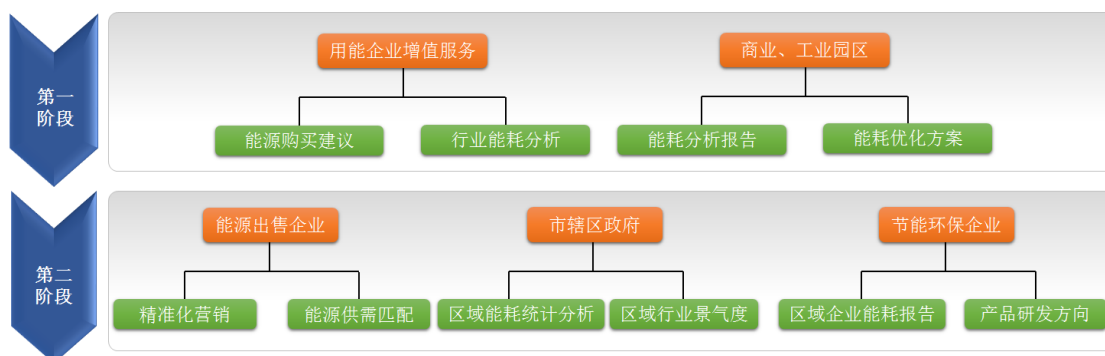 用能企业增值服务
商业、工业园区
第一
阶段
能源购买建议
行业能耗分析
能耗分析报告
能耗优化方案
能源出售企业
市辖区政府
节能环保企业
第二
阶段
精准化营销
能源供需匹配
区域能耗统计分析
区域行业景气度
区域企业能耗报告
产品研发方向